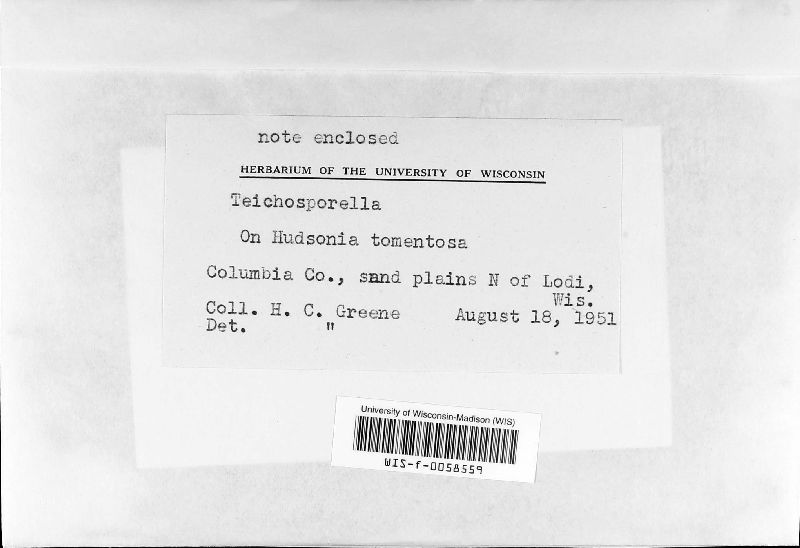 note enclosed
HERBARIUM OF THE UNIVERSITY OF WISCONSIN
Teichosporella
On Hudsonia tomentosa
Columbia Co., sand plains N of Lodi,
Wis.
Coll. H. C. Greene August 18, 1951
Det. "
University of Wisconsin-Madison (WIS)
WIS-f-0058559